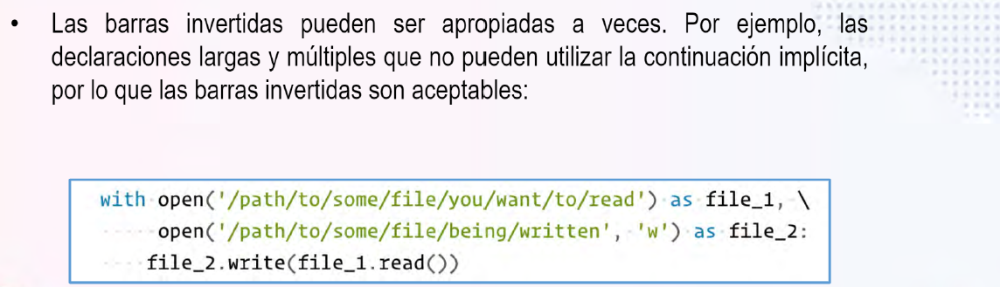 • Las barras invertidas pueden ser apropiadas a veces. Por ejemplo, las
declaraciones largas y múltiples que no pueden utilizar la continuación implícita,
por lo que las barras invertidas son aceptables:
with open('/path/to/some/file/you/want/to/read') as file_1, \
     open('/path/to/some/file/being/written', 'w') as file_2:
    file_2.write(file_1.read())